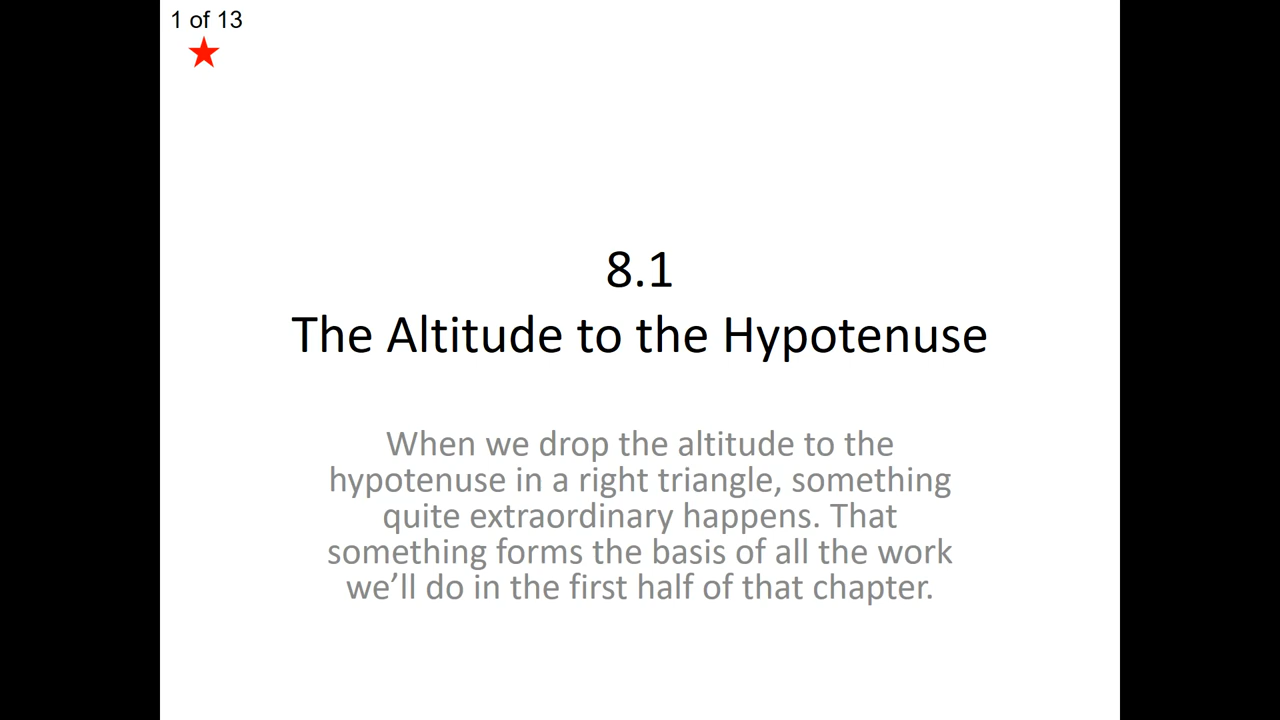 1 of 13
8.1
The Altitude to the Hypotenuse
When we drop the altitude to the
hypotenuse in a right triangle, something
quite extraordinary happens. That
something forms the basis of all the work
we’ll do in the first half of that chapter.